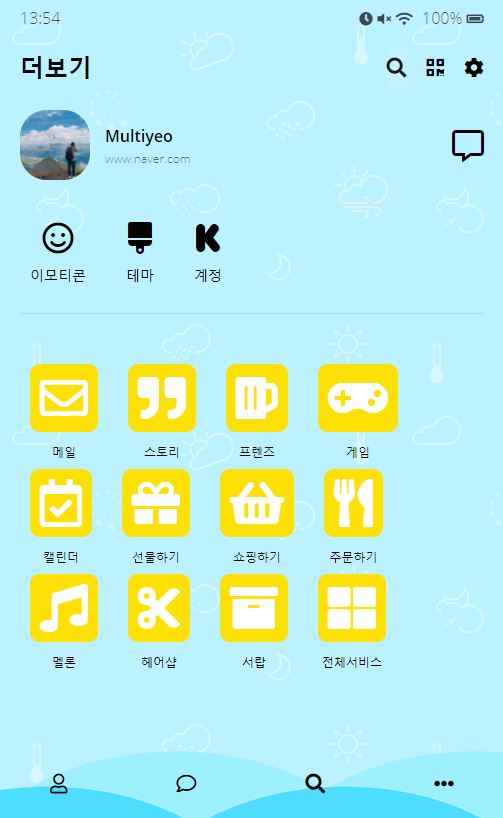 13:54 100%
더보기
Multiyeo
www.naver.com
이모티콘 테마 계정
메일 스토리 프렌즈 게임
캘린더 선물하기 쇼핑하기 주문하기
멜론 헤어샵 서랍 전체서비스